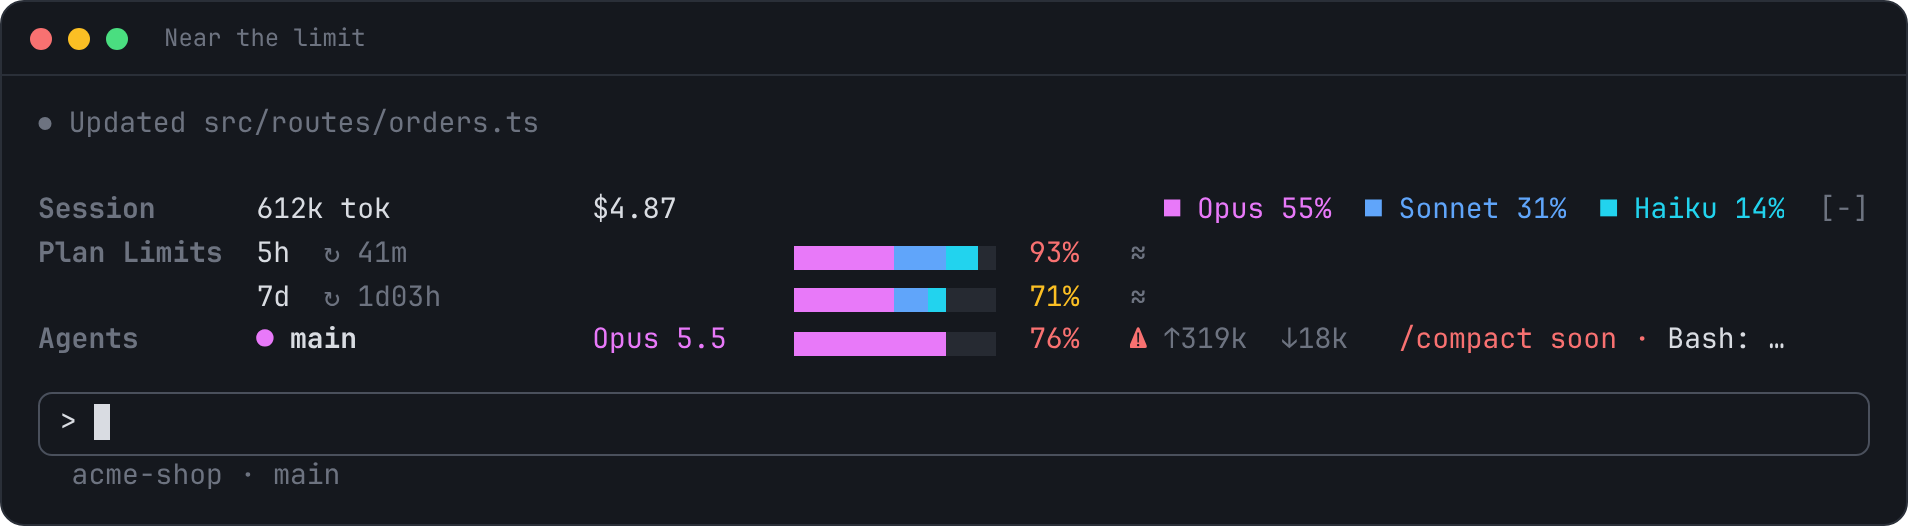 Near the limit
● Updated src/routes/orders.ts
Session 612k tok $4.87 ■ Opus 55% ■ Sonnet 31% ■ Haiku 14% [-]
Plan Limits 5h ↻ 41m 93% ≈
7d ↻ 1d03h 71% ≈
Agents ● main Opus 5.5 76% ⚠ ↑319k ↓18k /compact soon · Bash: …
>
acme-shop · main